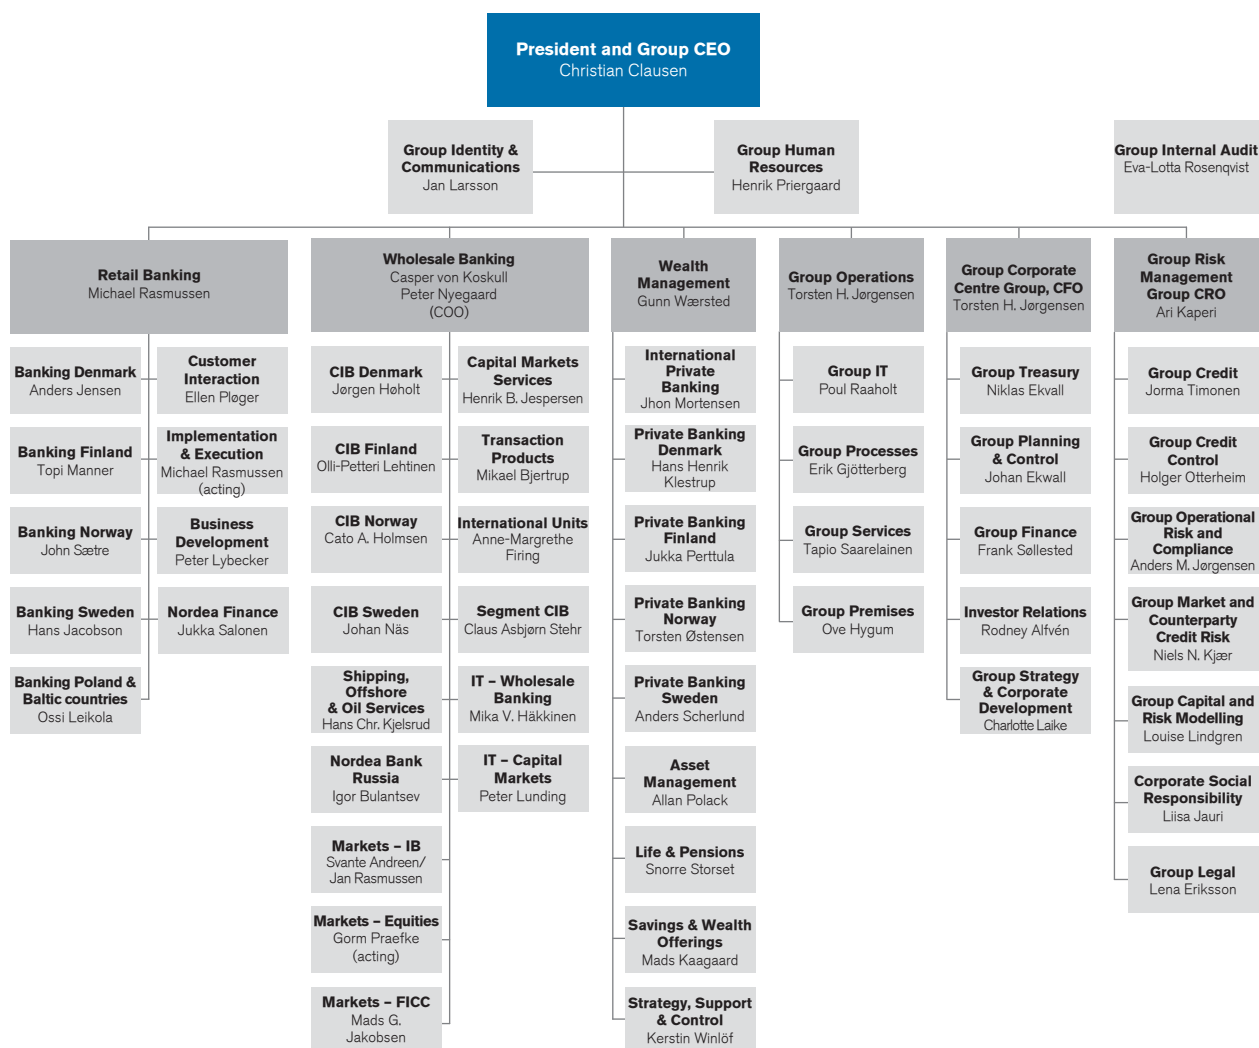 President and Group CEO
Christian Clausen
Group Identity &
Communications
Jan Larsson
Group Human
Resources
Henrik Priergaard
Group Internal Audit
Eva-Lotta Rosenqvist
Retail Banking
Michael Rasmussen
Wholesale Banking
Casper von Koskull
Peter Nyegaard
(COO)
Wealth
Management
Gunn Wærsted
Group Operations
Torsten H. Jørgensen
Group Corporate
Centre Group, CFO
Torsten H. Jørgensen
Group Risk
Management
Group CRO
Ari Kaperi
Banking Denmark
Anders Jensen
Banking Finland
Topi Manner
Banking Norway
John Sætre
Banking Sweden
Hans Jacobson
Banking Poland &
Baltic countries
Ossi Leikola
Customer
Interaction
Ellen Pløger
Implementation
& Execution
Michael Rasmussen
(acting)
Business
Development
Peter Lybecker
Nordea Finance
Jukka Salonen
CIB Denmark
Jørgen Høholt
CIB Finland
Olli-Petteri Lehtinen
CIB Norway
Cato A. Holmsen
CIB Sweden
Johan Näs
Shipping,
Offshore
& Oil Services
Hans Chr. Kjelsrud
Nordea Bank
Russia
Igor Bulantsev
Markets – IB
Svante Andreen/
Jan Rasmussen
Markets – Equities
Gorm Praefke
(acting)
Markets – FICC
Mads G.
Jakobsen
Capital Markets
Services
Henrik B. Jespersen
Transaction
Products
Mikael Bjertrup
International Units
Anne-Margrethe
Firing
Segment CIB
Claus Asbjørn Stehr
IT – Wholesale
Banking
Mika V. Häkkinen
IT – Capital
Markets
Peter Lunding
International
Private
Banking
Jhon Mortensen
Private Banking
Denmark
Hans Henrik
Klestrup
Private Banking
Finland
Jukka Perttula
Private Banking
Norway
Torsten Østensen
Private Banking
Sweden
Anders Scherlund
Asset
Management
Allan Polack
Life & Pensions
Snorre Storset
Savings & Wealth
Offerings
Mads Kaagaard
Strategy, Support
& Control
Kerstin Winlöf
Group IT
Poul Raaholt
Group Processes
Erik Gjötterberg
Group Services
Tapio Saarelainen
Group Premises
Ove Hygum
Group Treasury
Niklas Ekvall
Group Planning
& Control
Johan Ekwall
Group Finance
Frank Søllested
Investor Relations
Rodney Alfvén
Group Strategy
& Corporate
Development
Charlotte Laike
Group Credit
Jorma Timonen
Group Credit
Control
Holger Otterheim
Group Operational
Risk and
Compliance
Anders M. Jørgensen
Group Market and
Counterparty
Credit Risk
Niels N. Kjær
Group Capital and
Risk Modelling
Louise Lindgren
Corporate Social
Responsibility
Liisa Jauri
Group Legal
Lena Eriksson